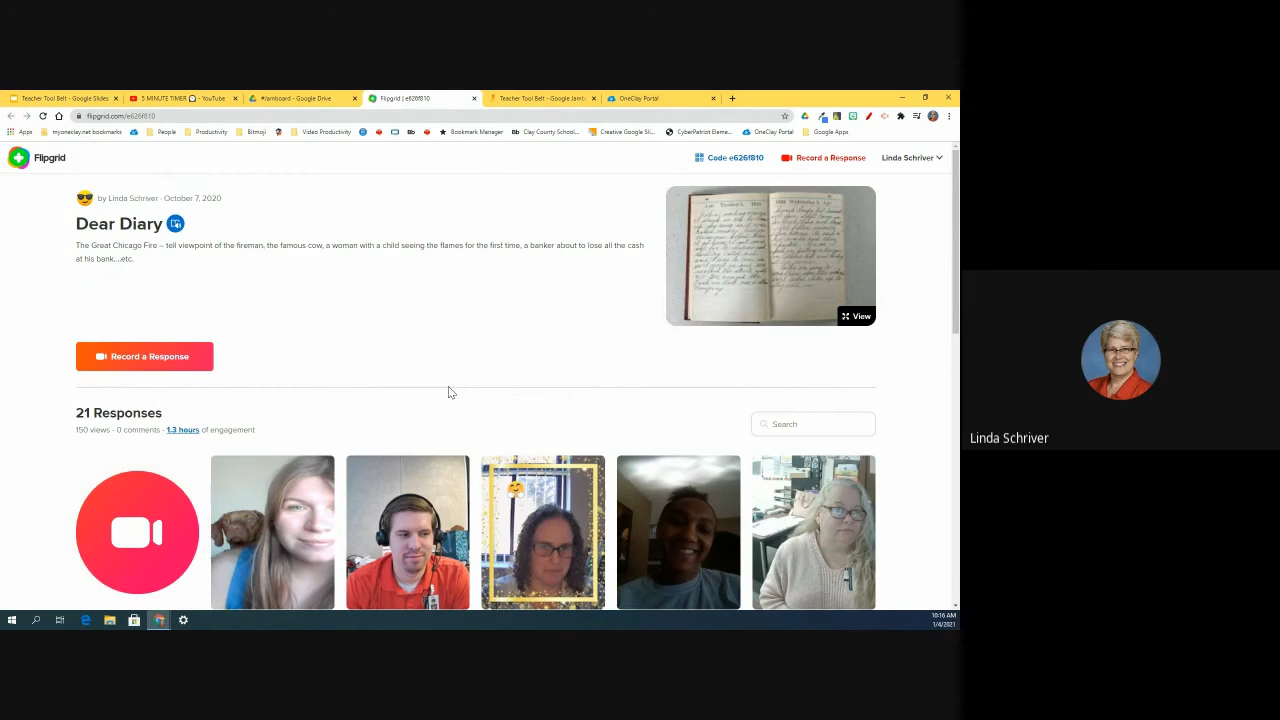 Teacher Tool Belt - Google Slides
5 MINUTE TIMER - YouTube
#Jamboard - Google Drive
Flipgrid | e626f810
Teacher Tool Belt - Google Jamb
OneClay Portal
flipgrid.com/e626f810
Apps
myoneclay.net bookmarks
People
Productivity
Bitmoji
Video Productivity
Bb
Bookmark Manager
Bb Clay County School...
Creative Google Sli...
CyberPatriot Eleme...
OneClay Portal
Google Apps
Flipgrid
Code e626f810
Record a Response
Linda Schriver
by Linda Schriver · October 7, 2020
Dear Diary
The Great Chicago Fire – tell viewpoint of the fireman, the famous cow, a woman with a child seeing the flames for the first time, a banker about to lose all the cash
at his bank....etc.
View
Record a Response
21 Responses
150 views · 0 comments · 1.3 hours of engagement
Search
Linda Schriver
10:16 AM
1/4/2021